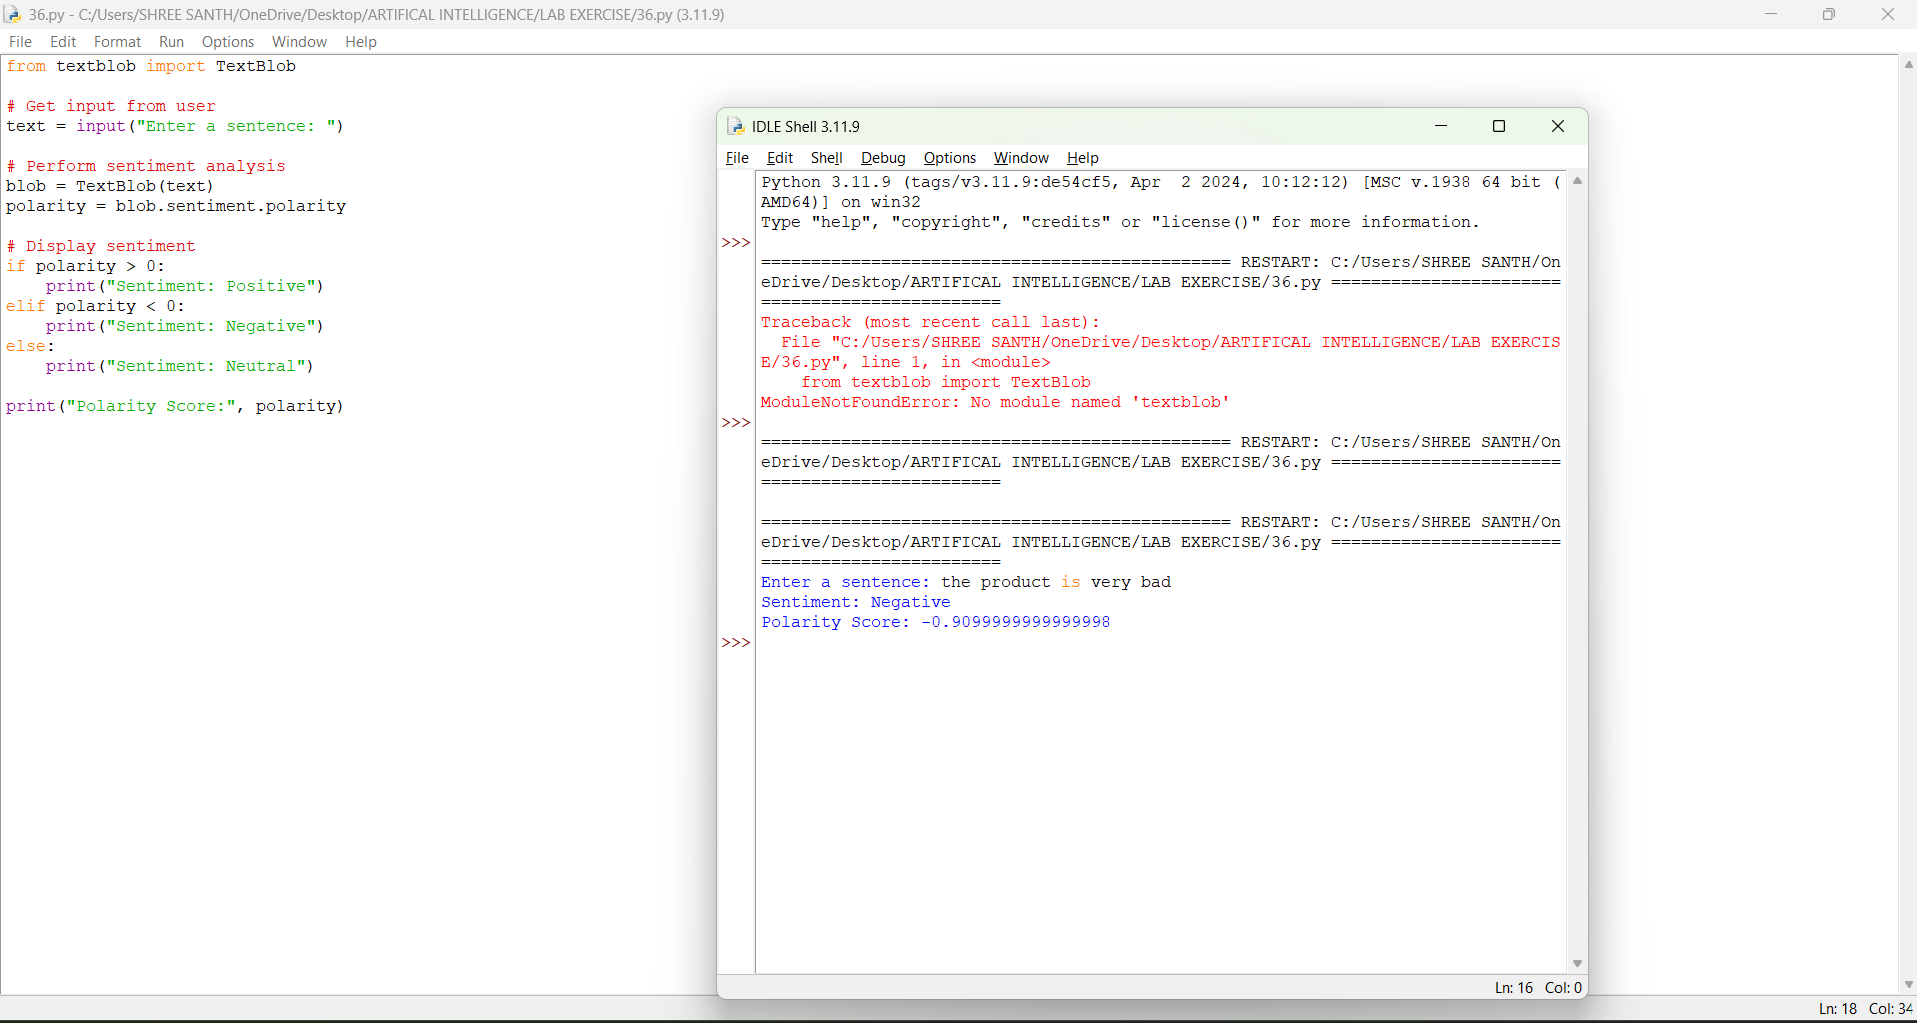 36.py - C:/Users/SHREE SANTH/OneDrive/Desktop/ARTIFICAL INTELLIGENCE/LAB EXERCISE/36.py (3.11.9)
File Edit Format Run Options Window Help
from textblob import TextBlob

# Get input from user
text = input("Enter a sentence: ")

# Perform sentiment analysis
blob = TextBlob(text)
polarity = blob.sentiment.polarity

# Display sentiment
if polarity > 0:
    print("Sentiment: Positive")
elif polarity < 0:
    print("Sentiment: Negative")
else:
    print("Sentiment: Neutral")

print("Polarity Score:", polarity)
IDLE Shell 3.11.9
File Edit Shell Debug Options Window Help
Python 3.11.9 (tags/v3.11.9:de54cf5, Apr  2 2024, 10:12:12) [MSC v.1938 64 bit (
AMD64)] on win32
Type "help", "copyright", "credits" or "license()" for more information.
>>>
=============================================== RESTART: C:/Users/SHREE SANTH/On
eDrive/Desktop/ARTIFICAL INTELLIGENCE/LAB EXERCISE/36.py =======================
========================
Traceback (most recent call last):
  File "C:/Users/SHREE SANTH/OneDrive/Desktop/ARTIFICAL INTELLIGENCE/LAB EXERCIS
E/36.py", line 1, in <module>
    from textblob import TextBlob
ModuleNotFoundError: No module named 'textblob'
>>>
=============================================== RESTART: C:/Users/SHREE SANTH/On
eDrive/Desktop/ARTIFICAL INTELLIGENCE/LAB EXERCISE/36.py =======================
========================

=============================================== RESTART: C:/Users/SHREE SANTH/On
eDrive/Desktop/ARTIFICAL INTELLIGENCE/LAB EXERCISE/36.py =======================
========================
Enter a sentence: the product is very bad
Sentiment: Negative
Polarity Score: -0.9099999999999998
>>>
Ln: 16 Col: 0
Ln: 18 Col: 34